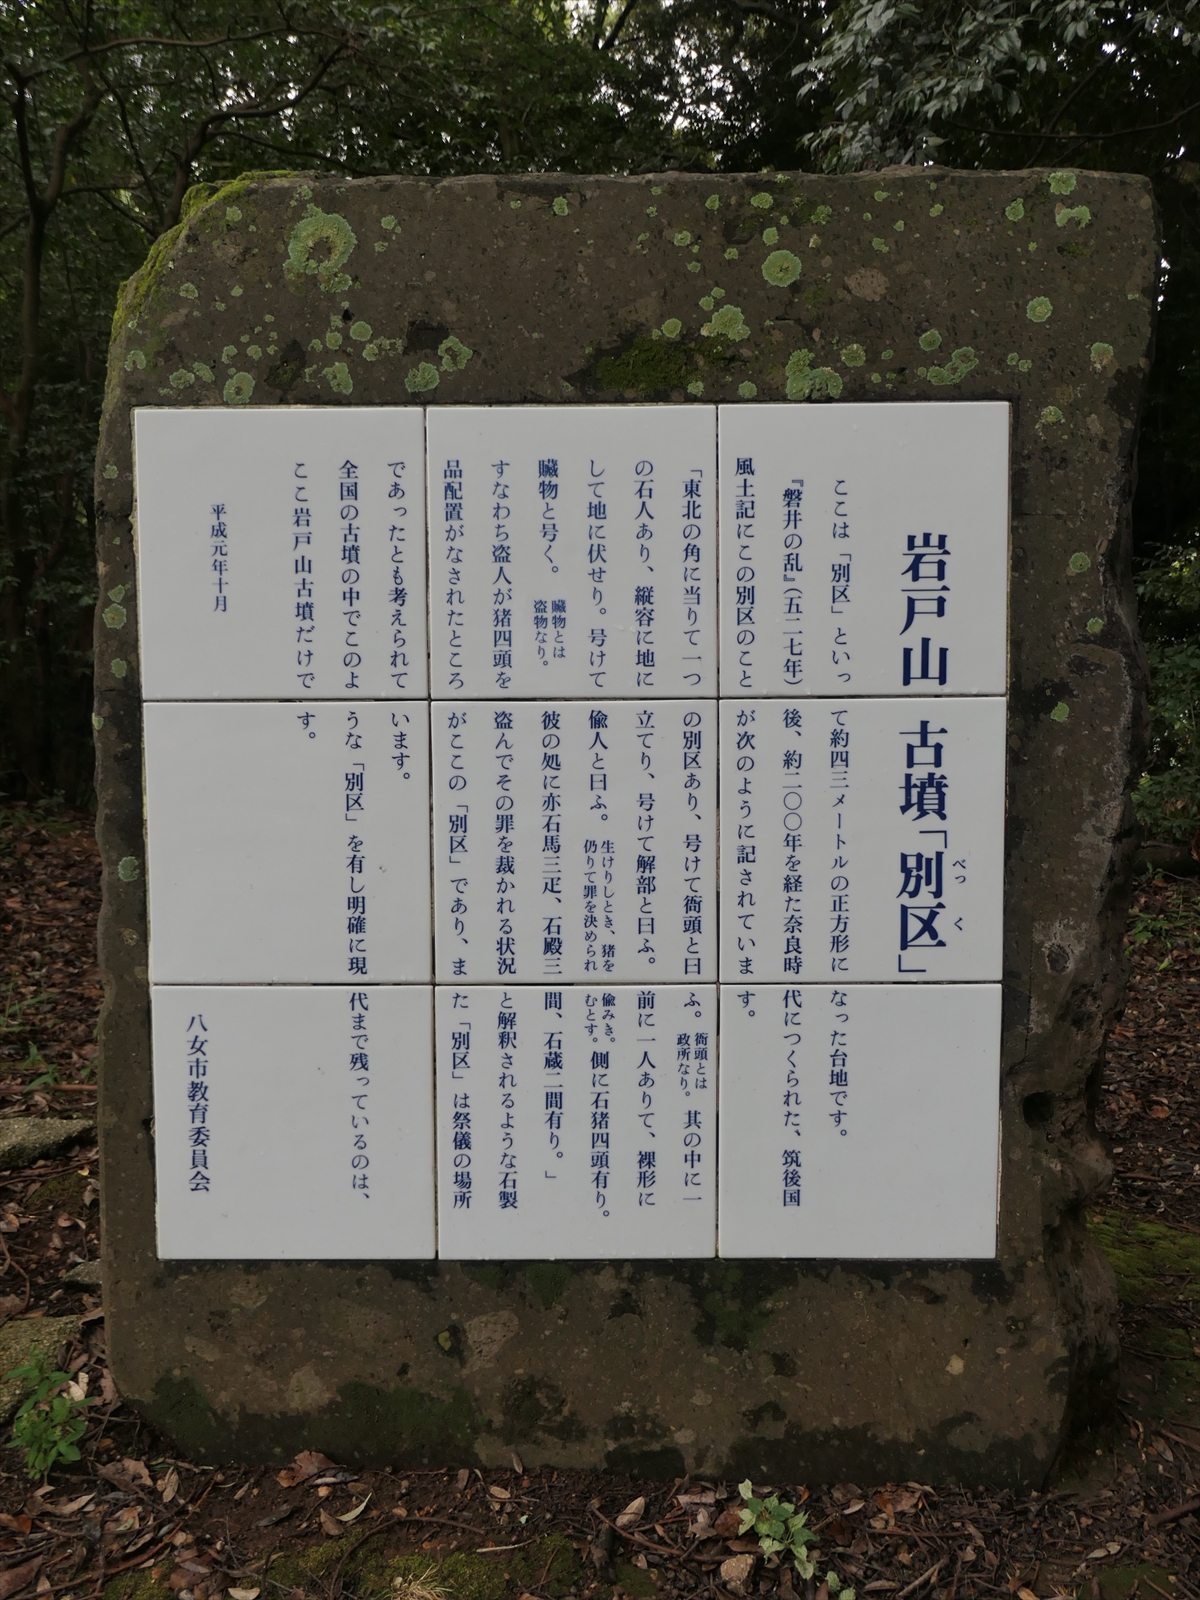 岩戸山 古墳「別区」
べっ く
ここは「別区」といって約四三メートルの正方形になった台地です。
『磐井の乱』（五二七年）後、約二〇〇年を経た奈良時代につくられた、筑後国
風土記にこの別区のことが次のように記されています。
「東北の角に当りて一つの別区あり、号けて衙頭と曰ふ。衙頭とは政所なり。其の中に一
の石人あり、縦容に地に立てり、号けて解部と曰ふ。前に一人ありて、裸形に
して地に伏せり。号けて偸人と曰ふ。生けりしとき、猪を仍りて罪を決められ偸みき。むとす。側に石猪四頭有り。
贓物と号く。贓物とは盗物なり。彼の処に亦石馬三疋、石殿三間、石蔵二間有り。」
すなわち盗人が猪四頭を盗んでその罪を裁かれる状況と解釈されるような石製
品配置がなされたところがここの「別区」であり、また「別区」は祭儀の場所
であったとも考えられています。
全国の古墳の中でこのような「別区」を有し明確に現代まで残っているのは、
ここ岩戸山古墳だけです。
平成元年十月
八女市教育委員会